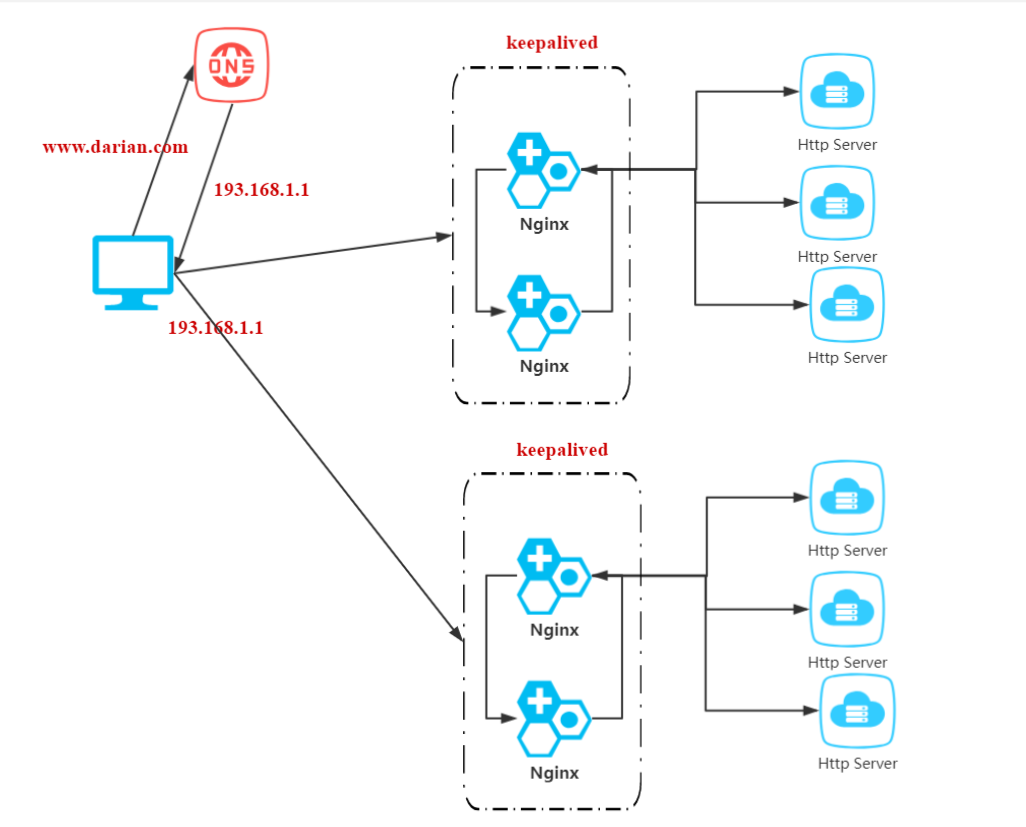 keepalived
DNS
www.darian.com
193.168.1.1
193.168.1.1
Nginx
Nginx
Http Server
Http Server
Http Server
keepalived
Nginx
Nginx
Http Server
Http Server
Http Server